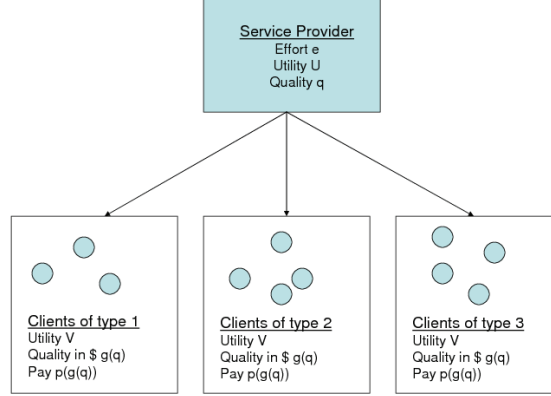 Service Provider
Effort e
Utility U
Quality q
Clients of type 1
Utility V
Quality in $ g(q)
Pay p(g(q))
Clients of type 2
Utility V
Quality in $ g(q)
Pay p(g(q))
Clients of type 3
Utility V
Quality in $ g(q)
Pay p(g(q))